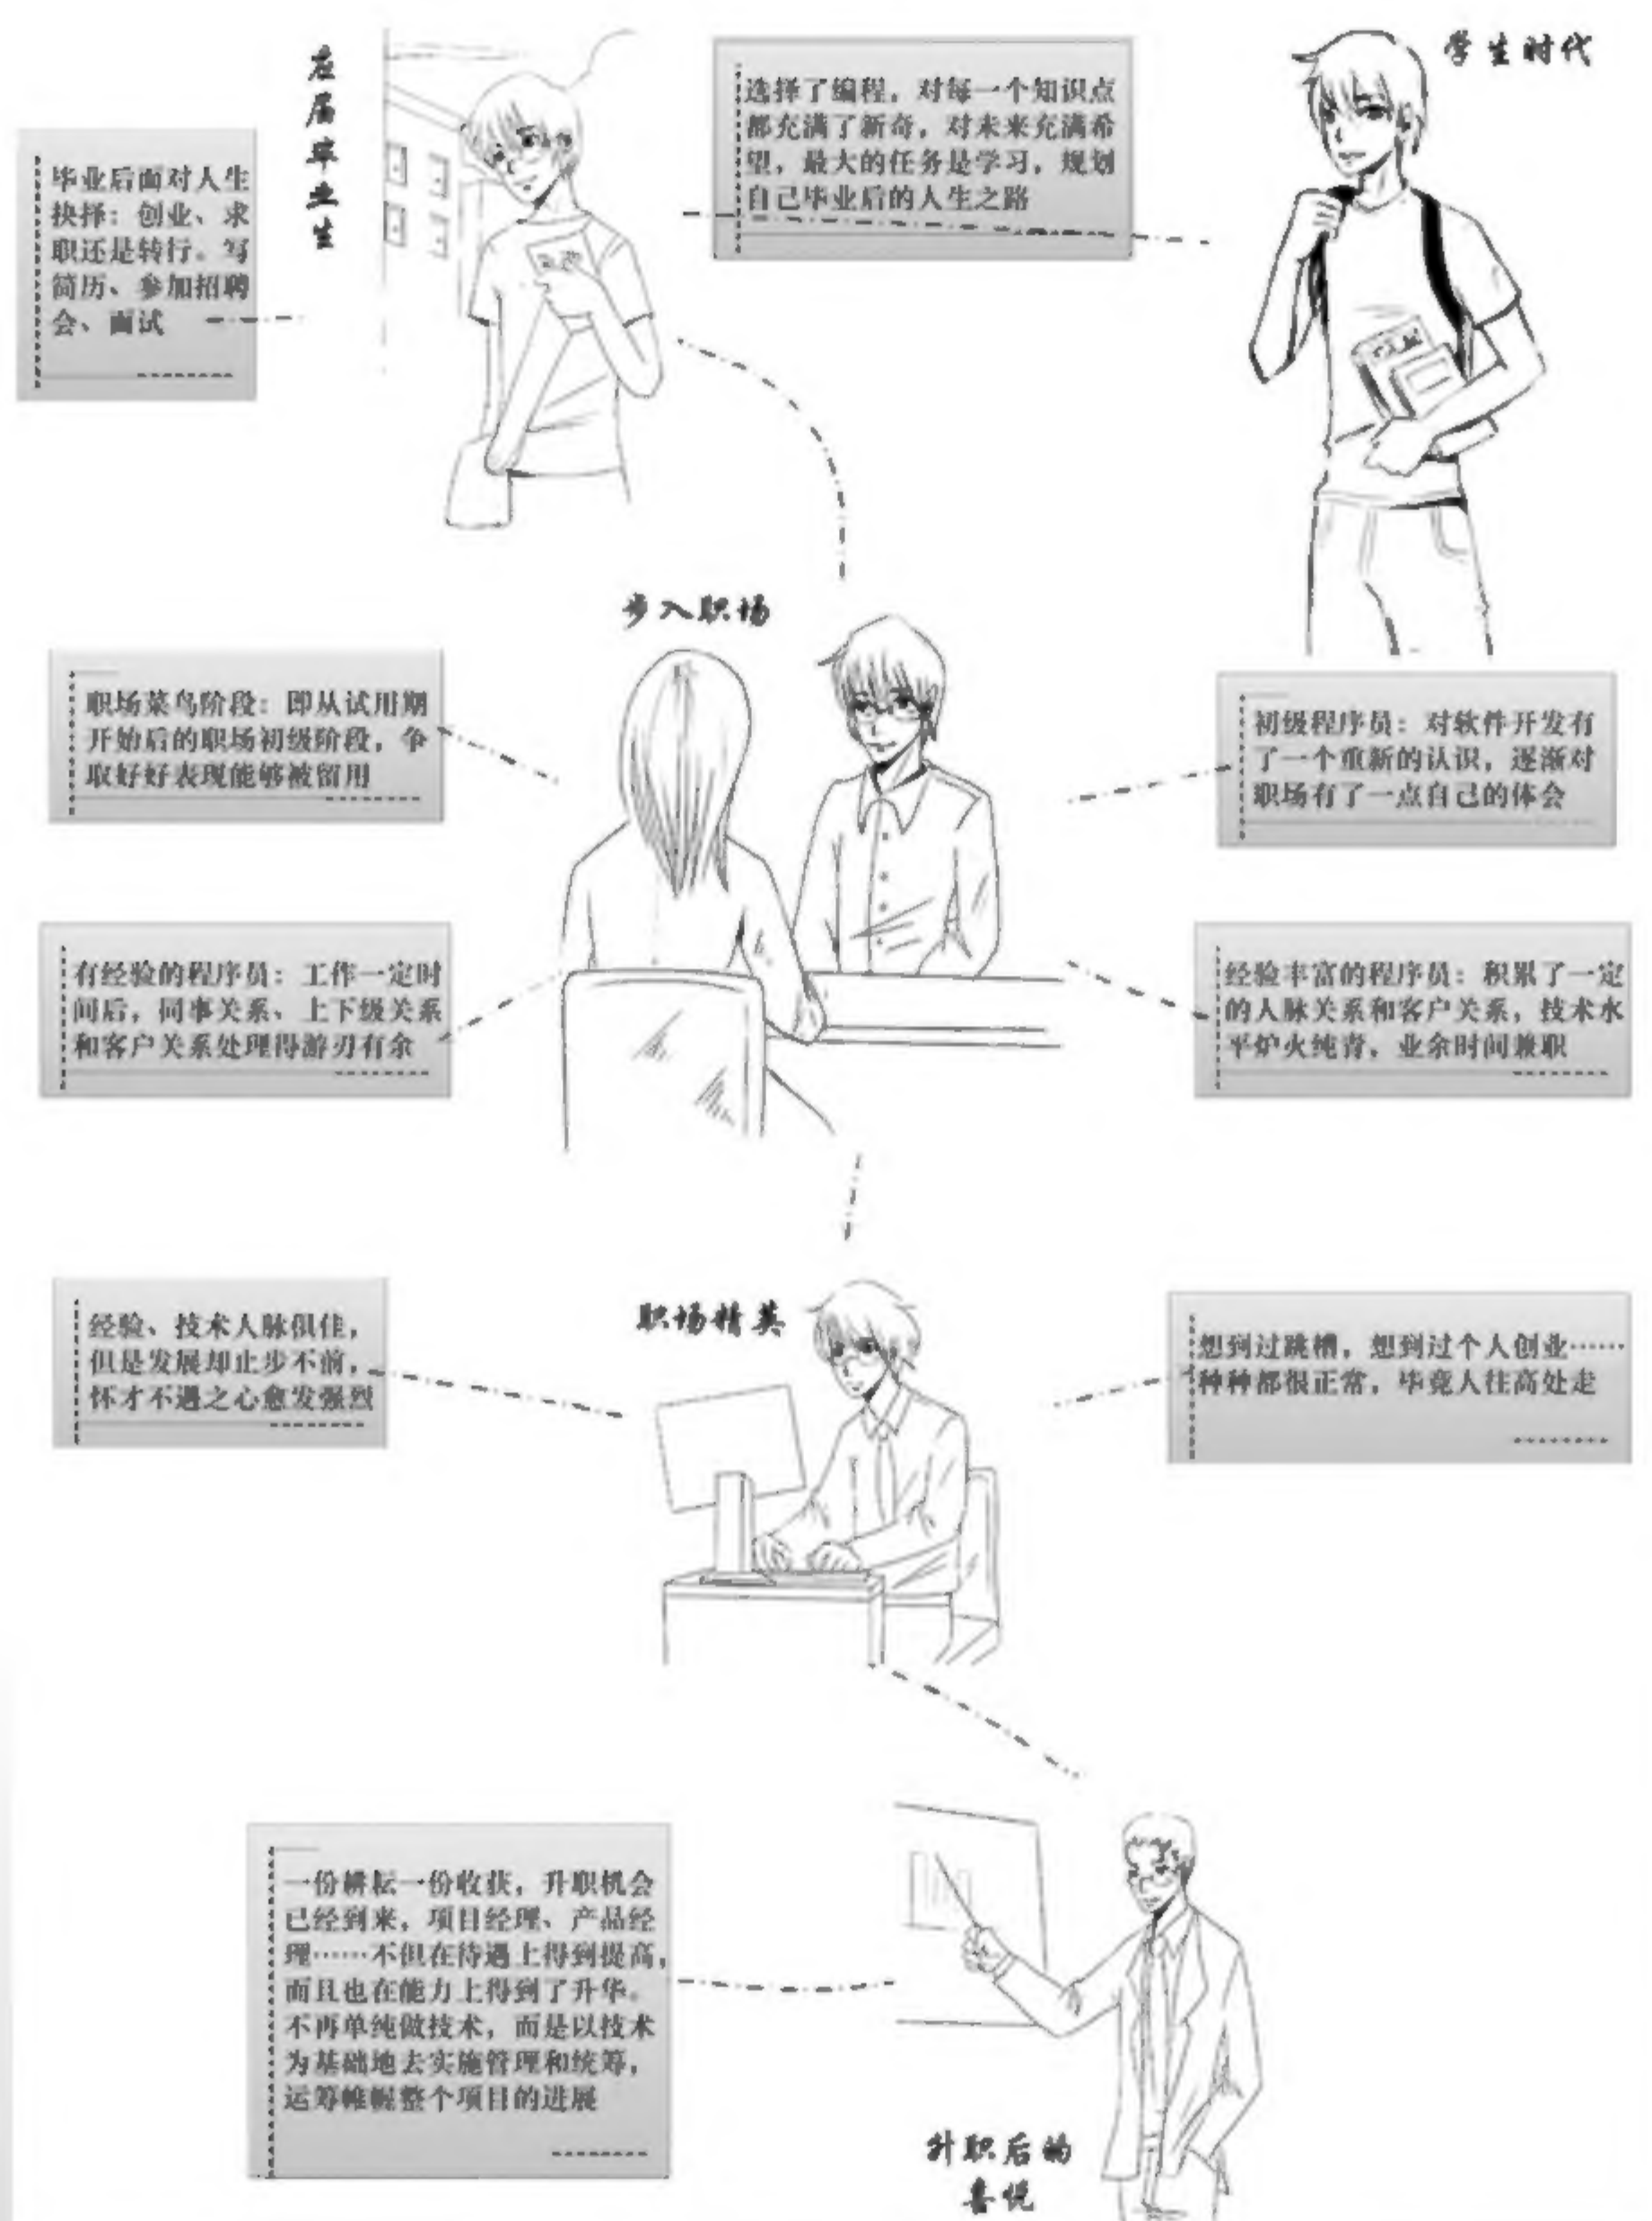 学生时代
选择了编程，对每一个知识点
都充满了新奇，对未来充满希
望，最大的任务是学习，规划
自己毕业后的人生之路
应届毕业生
毕业后面对人生
抉择：创业、求
职还是转行。写
简历、参加招聘
会、面试
步入职场
职场菜鸟阶段：即从试用期
开始后的职场初级阶段，争
取好好表现能够被留用
初级程序员：对软件开发有
了一个重新的认识，逐渐对
职场有了一点自己的体会
有经验的程序员：工作一定时
间后，同事关系、上下级关系
和客户关系处理得游刃有余
经验丰富的程序员：积累了一定
的人脉关系和客户关系，技术水
平炉火纯青，业余时间兼职
职场精英
经验、技术人脉俱佳，
但是发展却止步不前，
怀才不遇之心愈发强烈
想到过跳槽，想到过个人创业……
种种都很正常，毕竟人往高处走
一份耕耘一份收获，升职机会
已经到来，项目经理、产品经
理……不但在待遇上得到提高，
而且也在能力上得到了升华。
不再单纯做技术，而是以技术
为基础地去实施管理和统筹，
运筹帷幄整个项目的进展
升职后的
喜悦